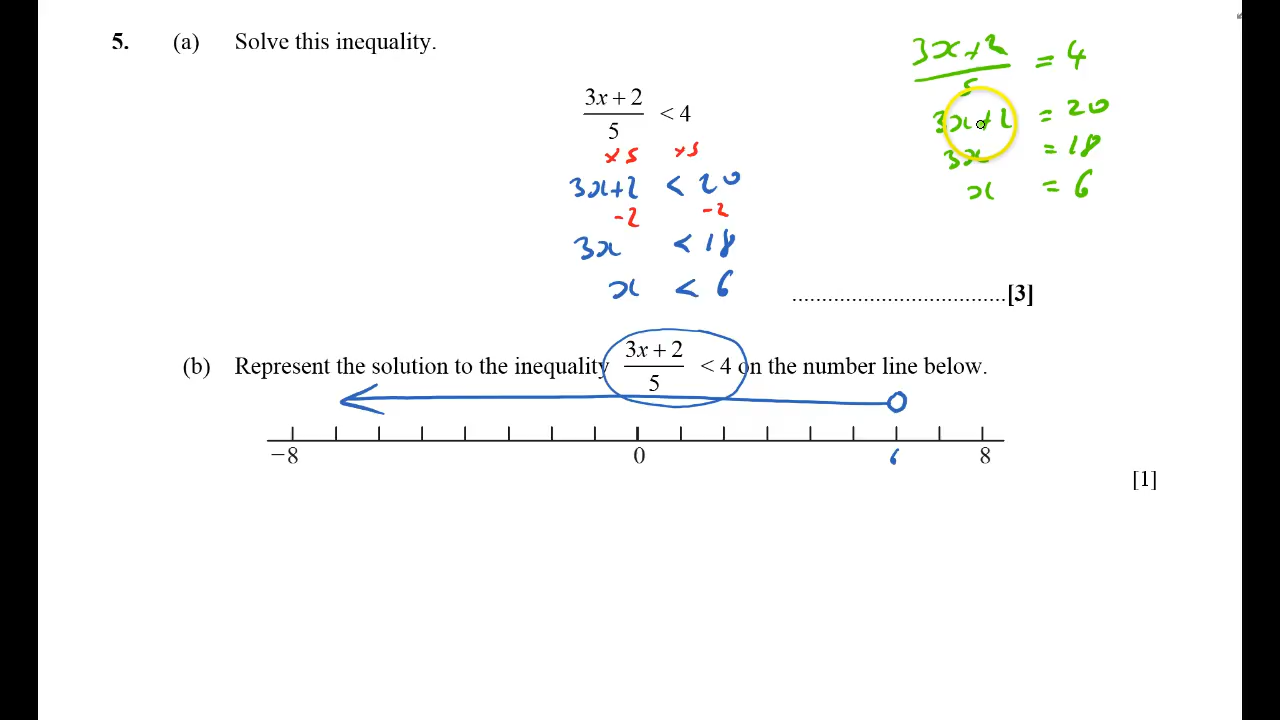 5. (a) Solve this inequality.
3x + 2
5
< 4
×5 ×5
3x+2 < 20
-2 -2
3x < 18
x < 6
....................................[3]
3x+2
5
= 4
3x+2 = 20
3x = 18
x = 6
(b) Represent the solution to the inequality 3x + 2 / 5 < 4 on the number line below.
−8 0 6 8
[1]